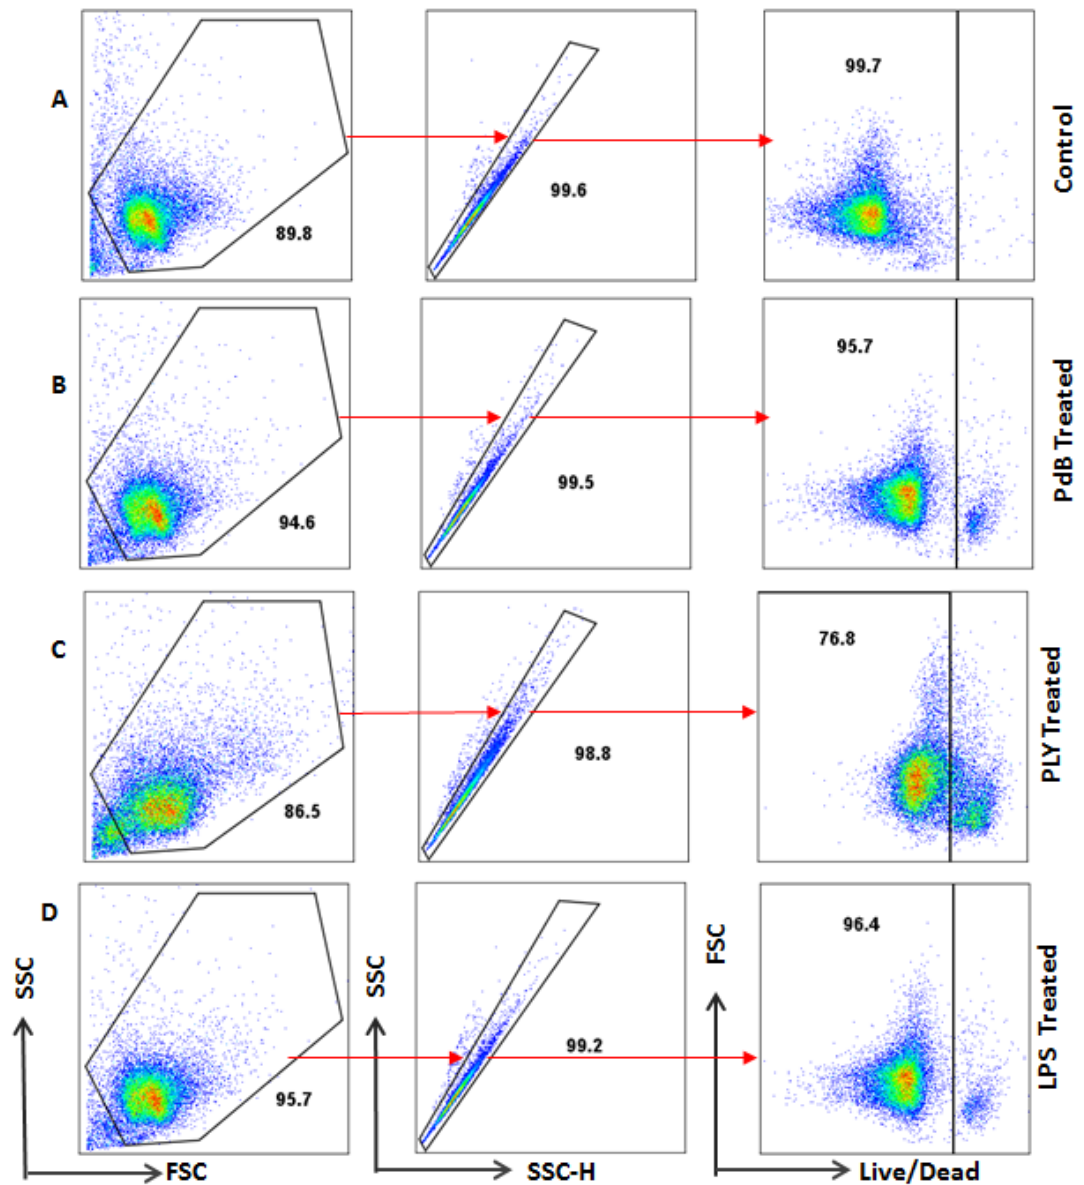 A
89.8
99.6
99.7
Control
B
94.6
99.5
95.7
PdB Treated
C
86.5
98.8
76.8
PLY Treated
D
95.7
99.2
96.4
LPS Treated
SSC
FSC
SSC
SSC-H
FSC
Live/Dead